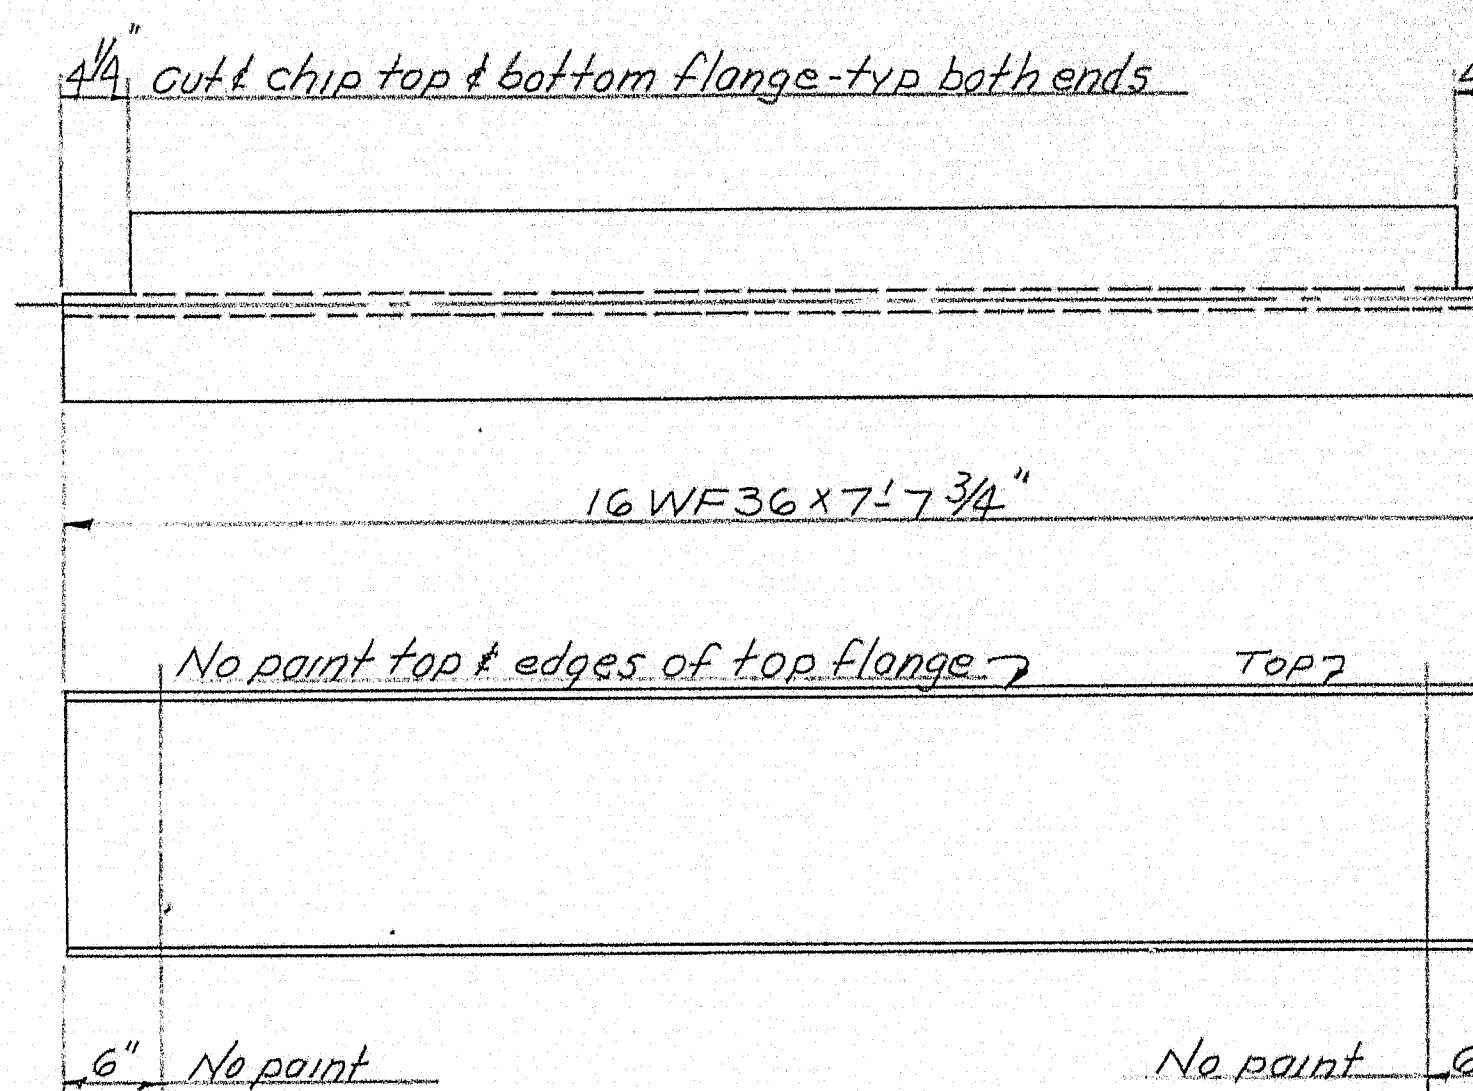 4 1/4" cut & chip top & bottom flange-typ both ends
16 WF 36 x 7'-7 3/4"
No paint top & edges of top flange
TOP
6" No paint
No paint 6